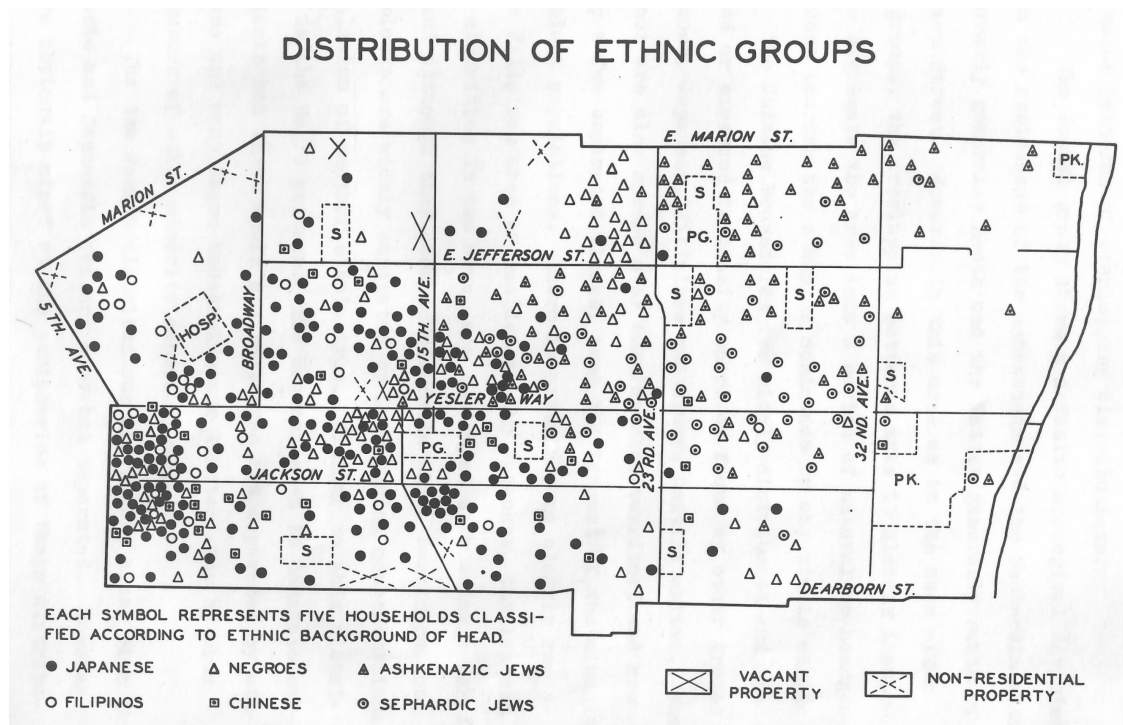 DISTRIBUTION OF ETHNIC GROUPS
E. MARION ST.
MARION ST.
PK.
S
S
PG.
E. JEFFERSON ST.
5TH. AVE.
HOSP.
BROADWAY
15TH. AVE.
S
S
S
YESLER WAY
23RD. AVE.
32 ND. AVE.
PG.
S
JACKSON ST.
PK.
S
S
DEARBORN ST.
EACH SYMBOL REPRESENTS FIVE HOUSEHOLDS CLASSI-
FIED ACCORDING TO ETHNIC BACKGROUND OF HEAD.
JAPANESE NEGROES ASHKENAZIC JEWS
FILIPINOS CHINESE SEPHARDIC JEWS
VACANT PROPERTY
NON-RESIDENTIAL PROPERTY